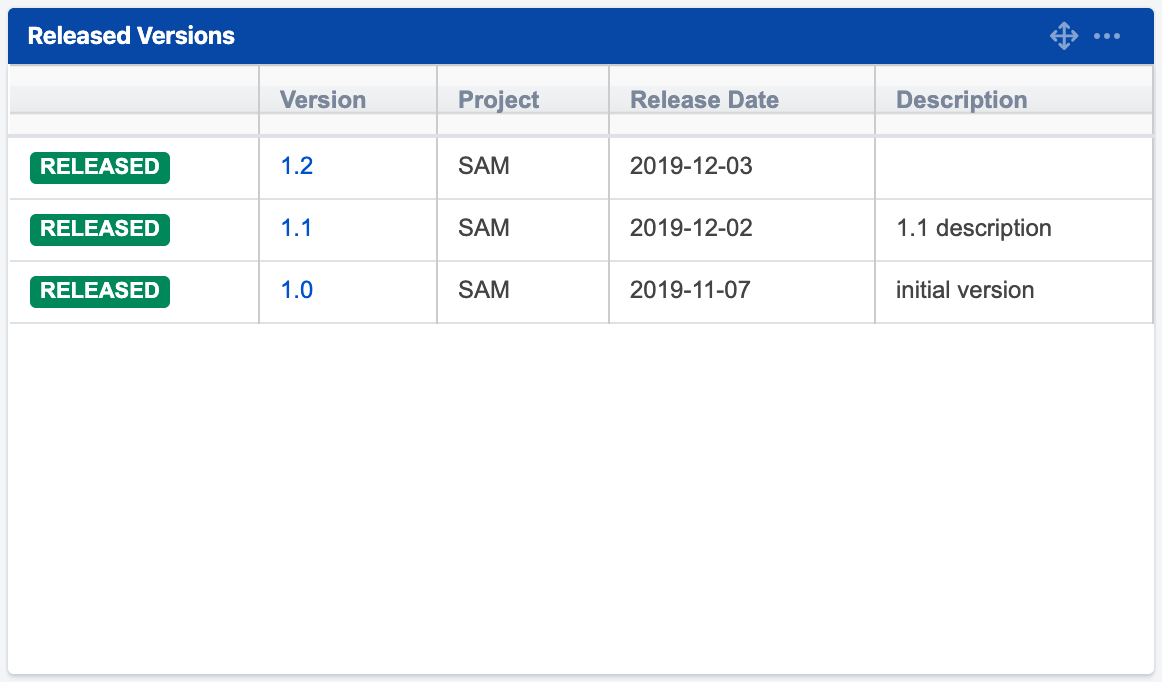 Released Versions
Version Project Release Date Description
RELEASED 1.2 SAM 2019-12-03
RELEASED 1.1 SAM 2019-12-02 1.1 description
RELEASED 1.0 SAM 2019-11-07 initial version